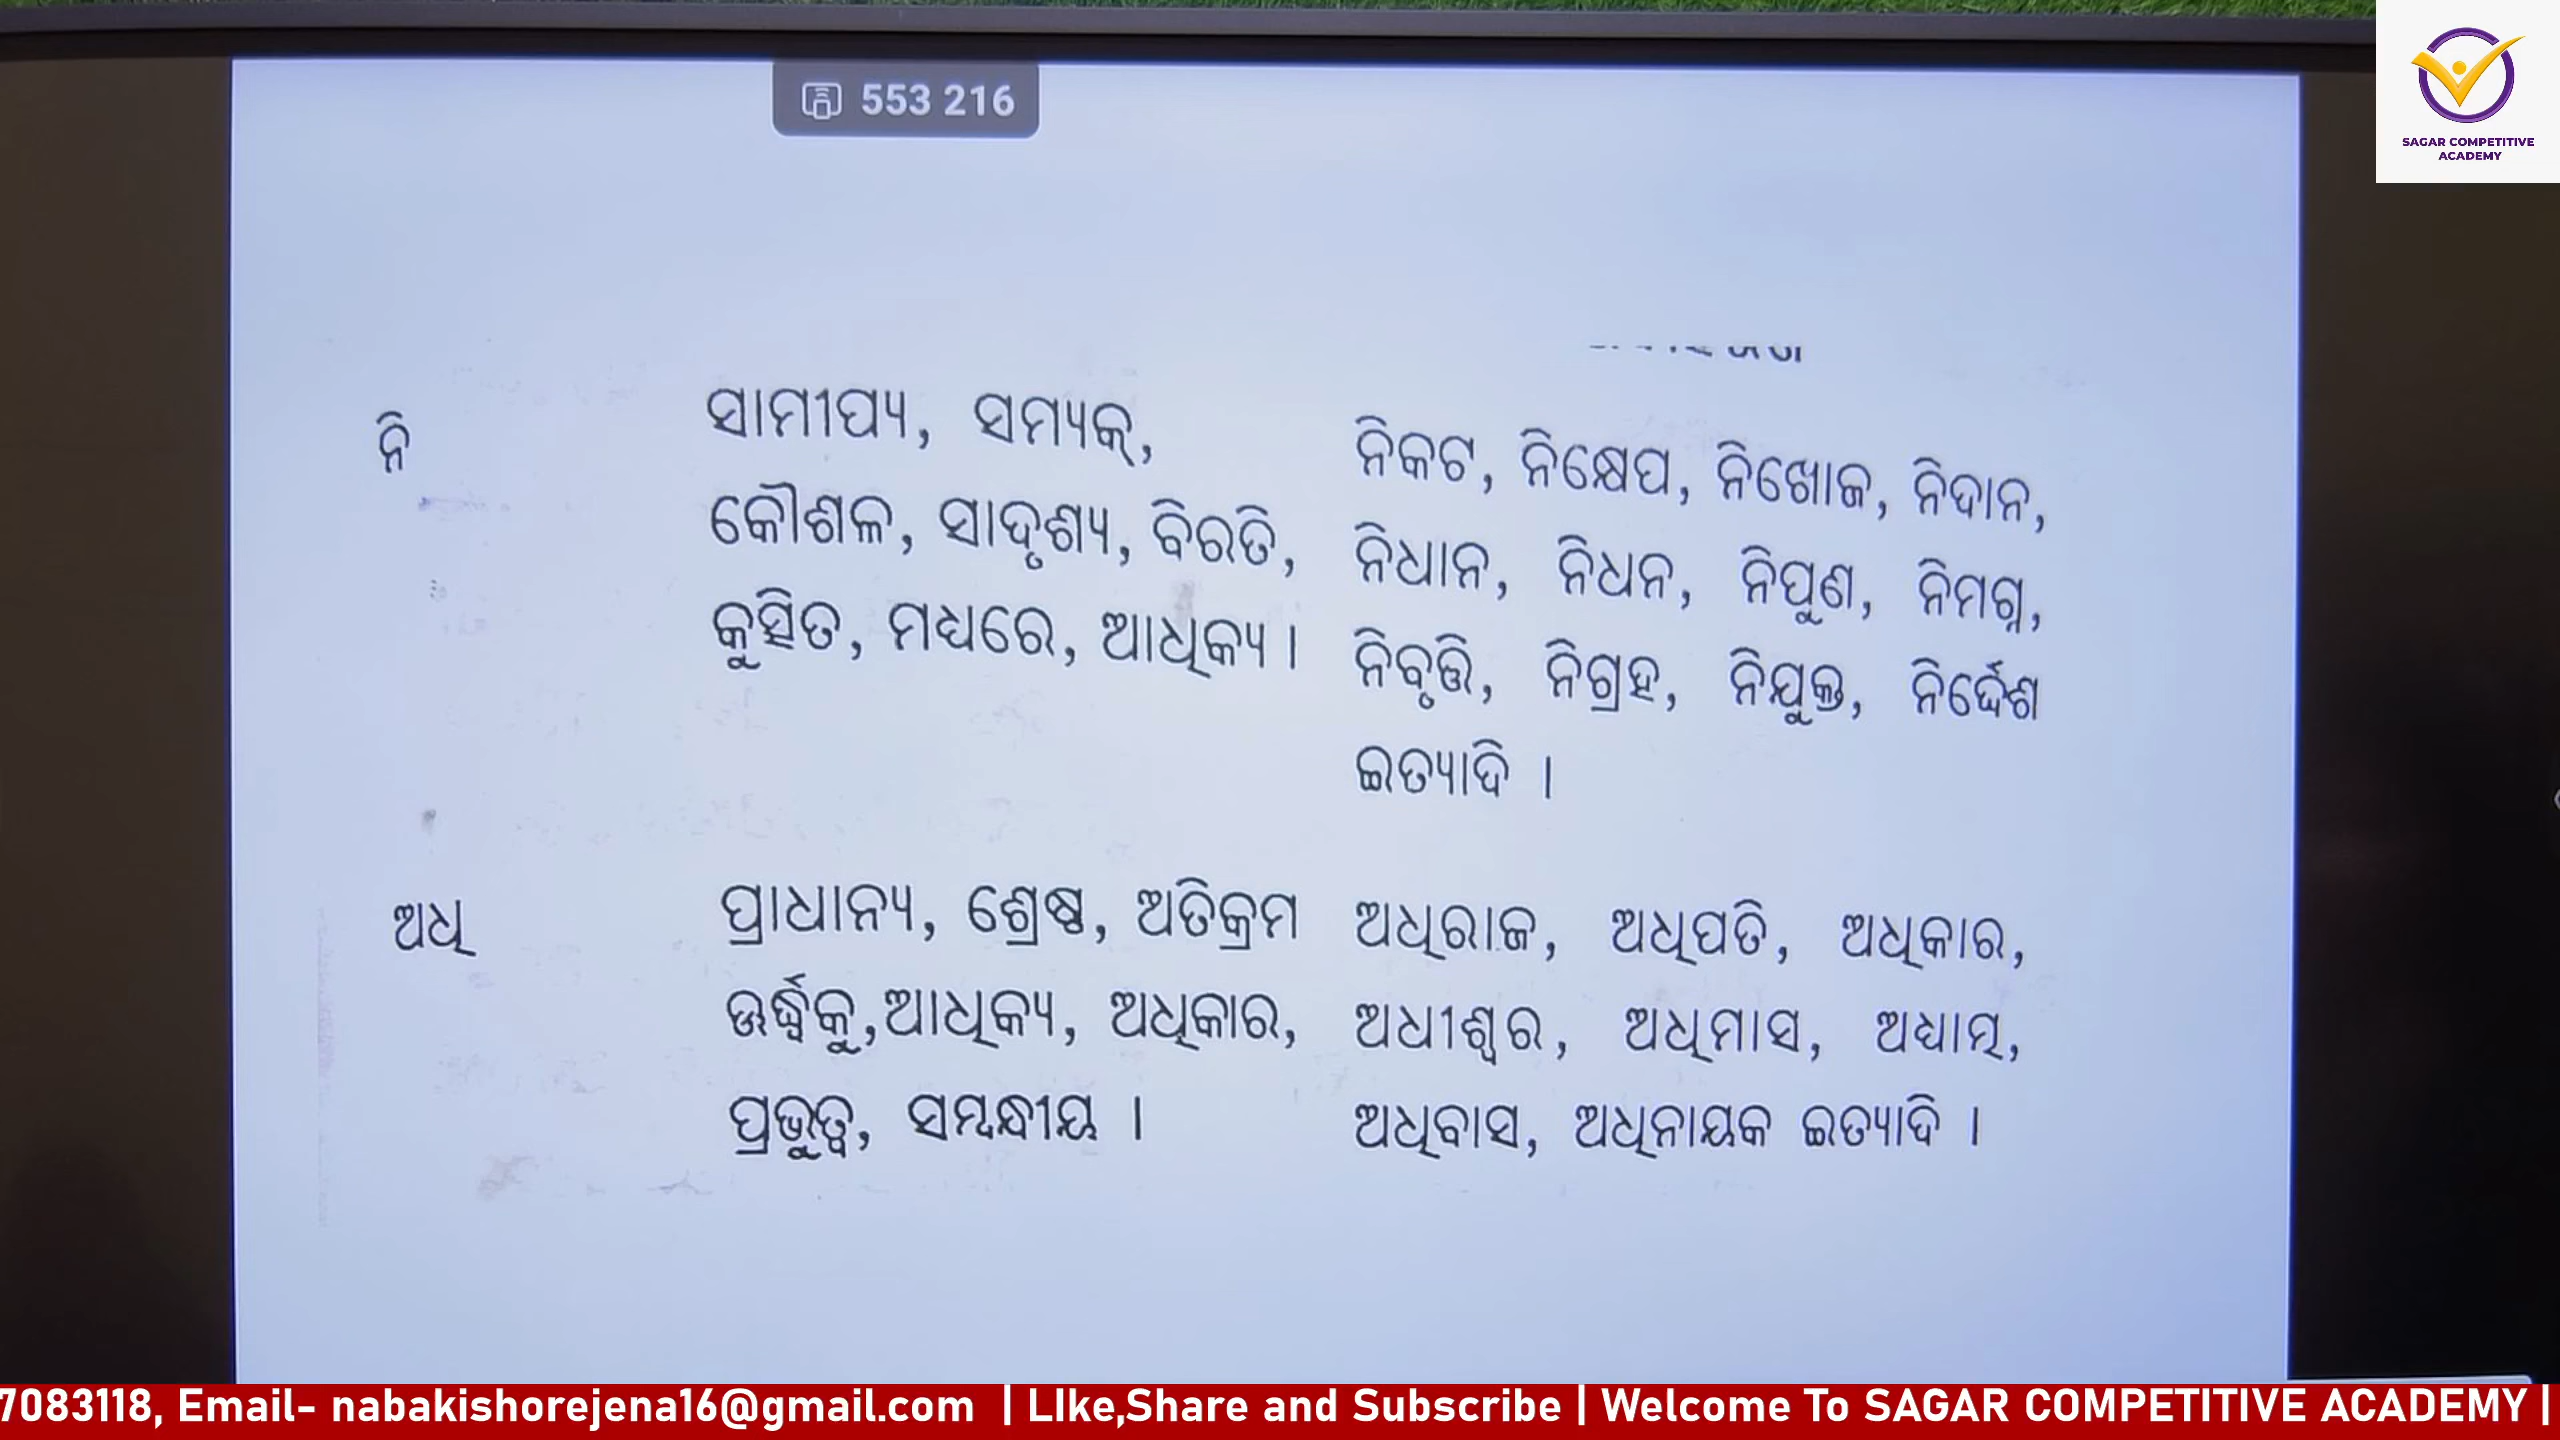 553 216
SAGAR COMPETITIVE
ACADEMY
ନି
ସାମୀପ୍ୟ, ସମ୍ୟକ୍,
କୌଶଳ, ସାଦୃଶ୍ୟ, ବିରତି,
କୁତ୍ସିତ, ମଧ୍ୟରେ, ଆଧିକ୍ୟ ।
ନିକଟ, ନିକ୍ଷେପ, ନିଖୋଜ, ନିଦାନ,
ନିଧାନ, ନିଧନ, ନିପୁଣ, ନିମଗ୍ନ,
ନିବୃତ୍ତି, ନିଗ୍ରହ, ନିଯୁକ୍ତ, ନିର୍ଦ୍ଦେଶ
ଇତ୍ୟାଦି ।
ଅଧି
ପ୍ରାଧାନ୍ୟ, ଶ୍ରେଷ୍ଠ, ଅତିକ୍ରମ
ଊର୍ଦ୍ଧ୍ୱକୁ,ଆଧିକ୍ୟ, ଅଧିକାର,
ପ୍ରଭୁତ୍ୱ, ସମ୍ବନ୍ଧୀୟ ।
ଅଧିରାଜ, ଅଧିପତି, ଅଧିକାର,
ଅଧୀଶ୍ୱର, ଅଧିମାସ, ଅଧ୍ୟାତ୍ମ,
ଅଧିବାସ, ଅଧିନାୟକ ଇତ୍ୟାଦି ।
7083118, Email- nabakishorejena16@gmail.com | LIke,Share and Subscribe | Welcome To SAGAR COMPETITIVE ACADEMY |